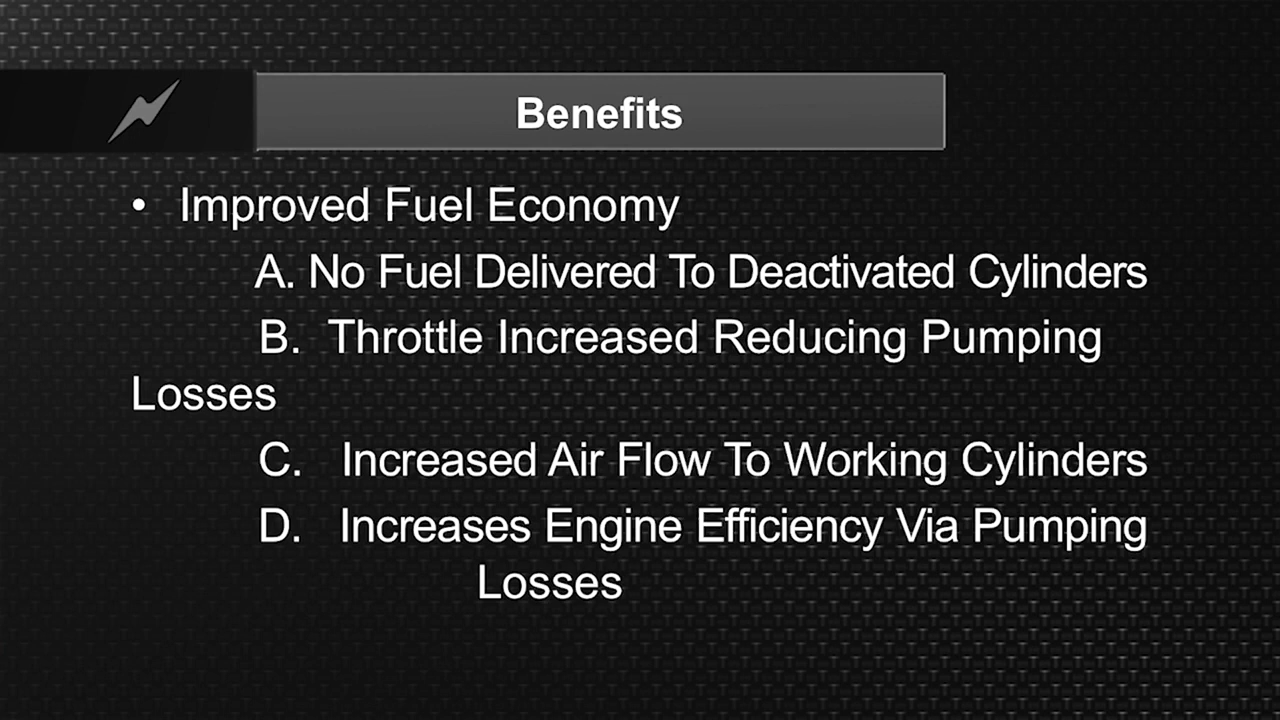 Benefits
• Improved Fuel Economy
A. No Fuel Delivered To Deactivated Cylinders
B. Throttle Increased Reducing Pumping
Losses
C. Increased Air Flow To Working Cylinders
D. Increases Engine Efficiency Via Pumping
Losses